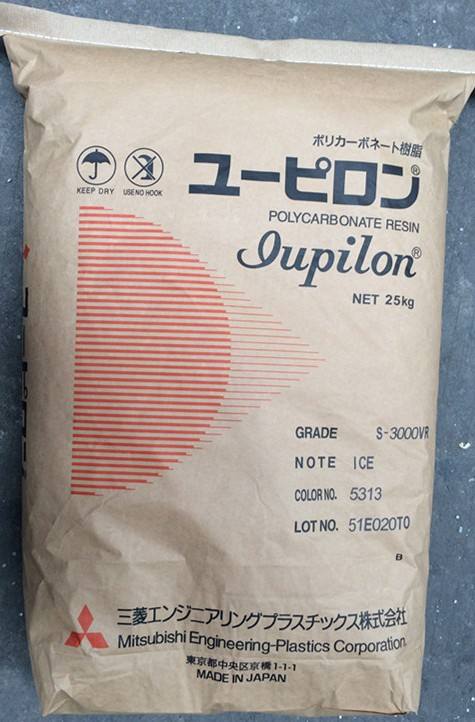 ポリカーボネート樹脂
KEEP DRY
USE NO HOOK
ユーピロン®
POLYCARBONATE RESIN
Iupilon®
NET 25kg
GRADE S-3000VR
NOTE ICE
COLOR NO. 5313
LOT NO. 51E020T0
B
三菱エンジニアリングプラスチックス株式会社
Mitsubishi Engineering-Plastics Corporation
東京都中央区京橋1-1-1
MADE IN JAPAN